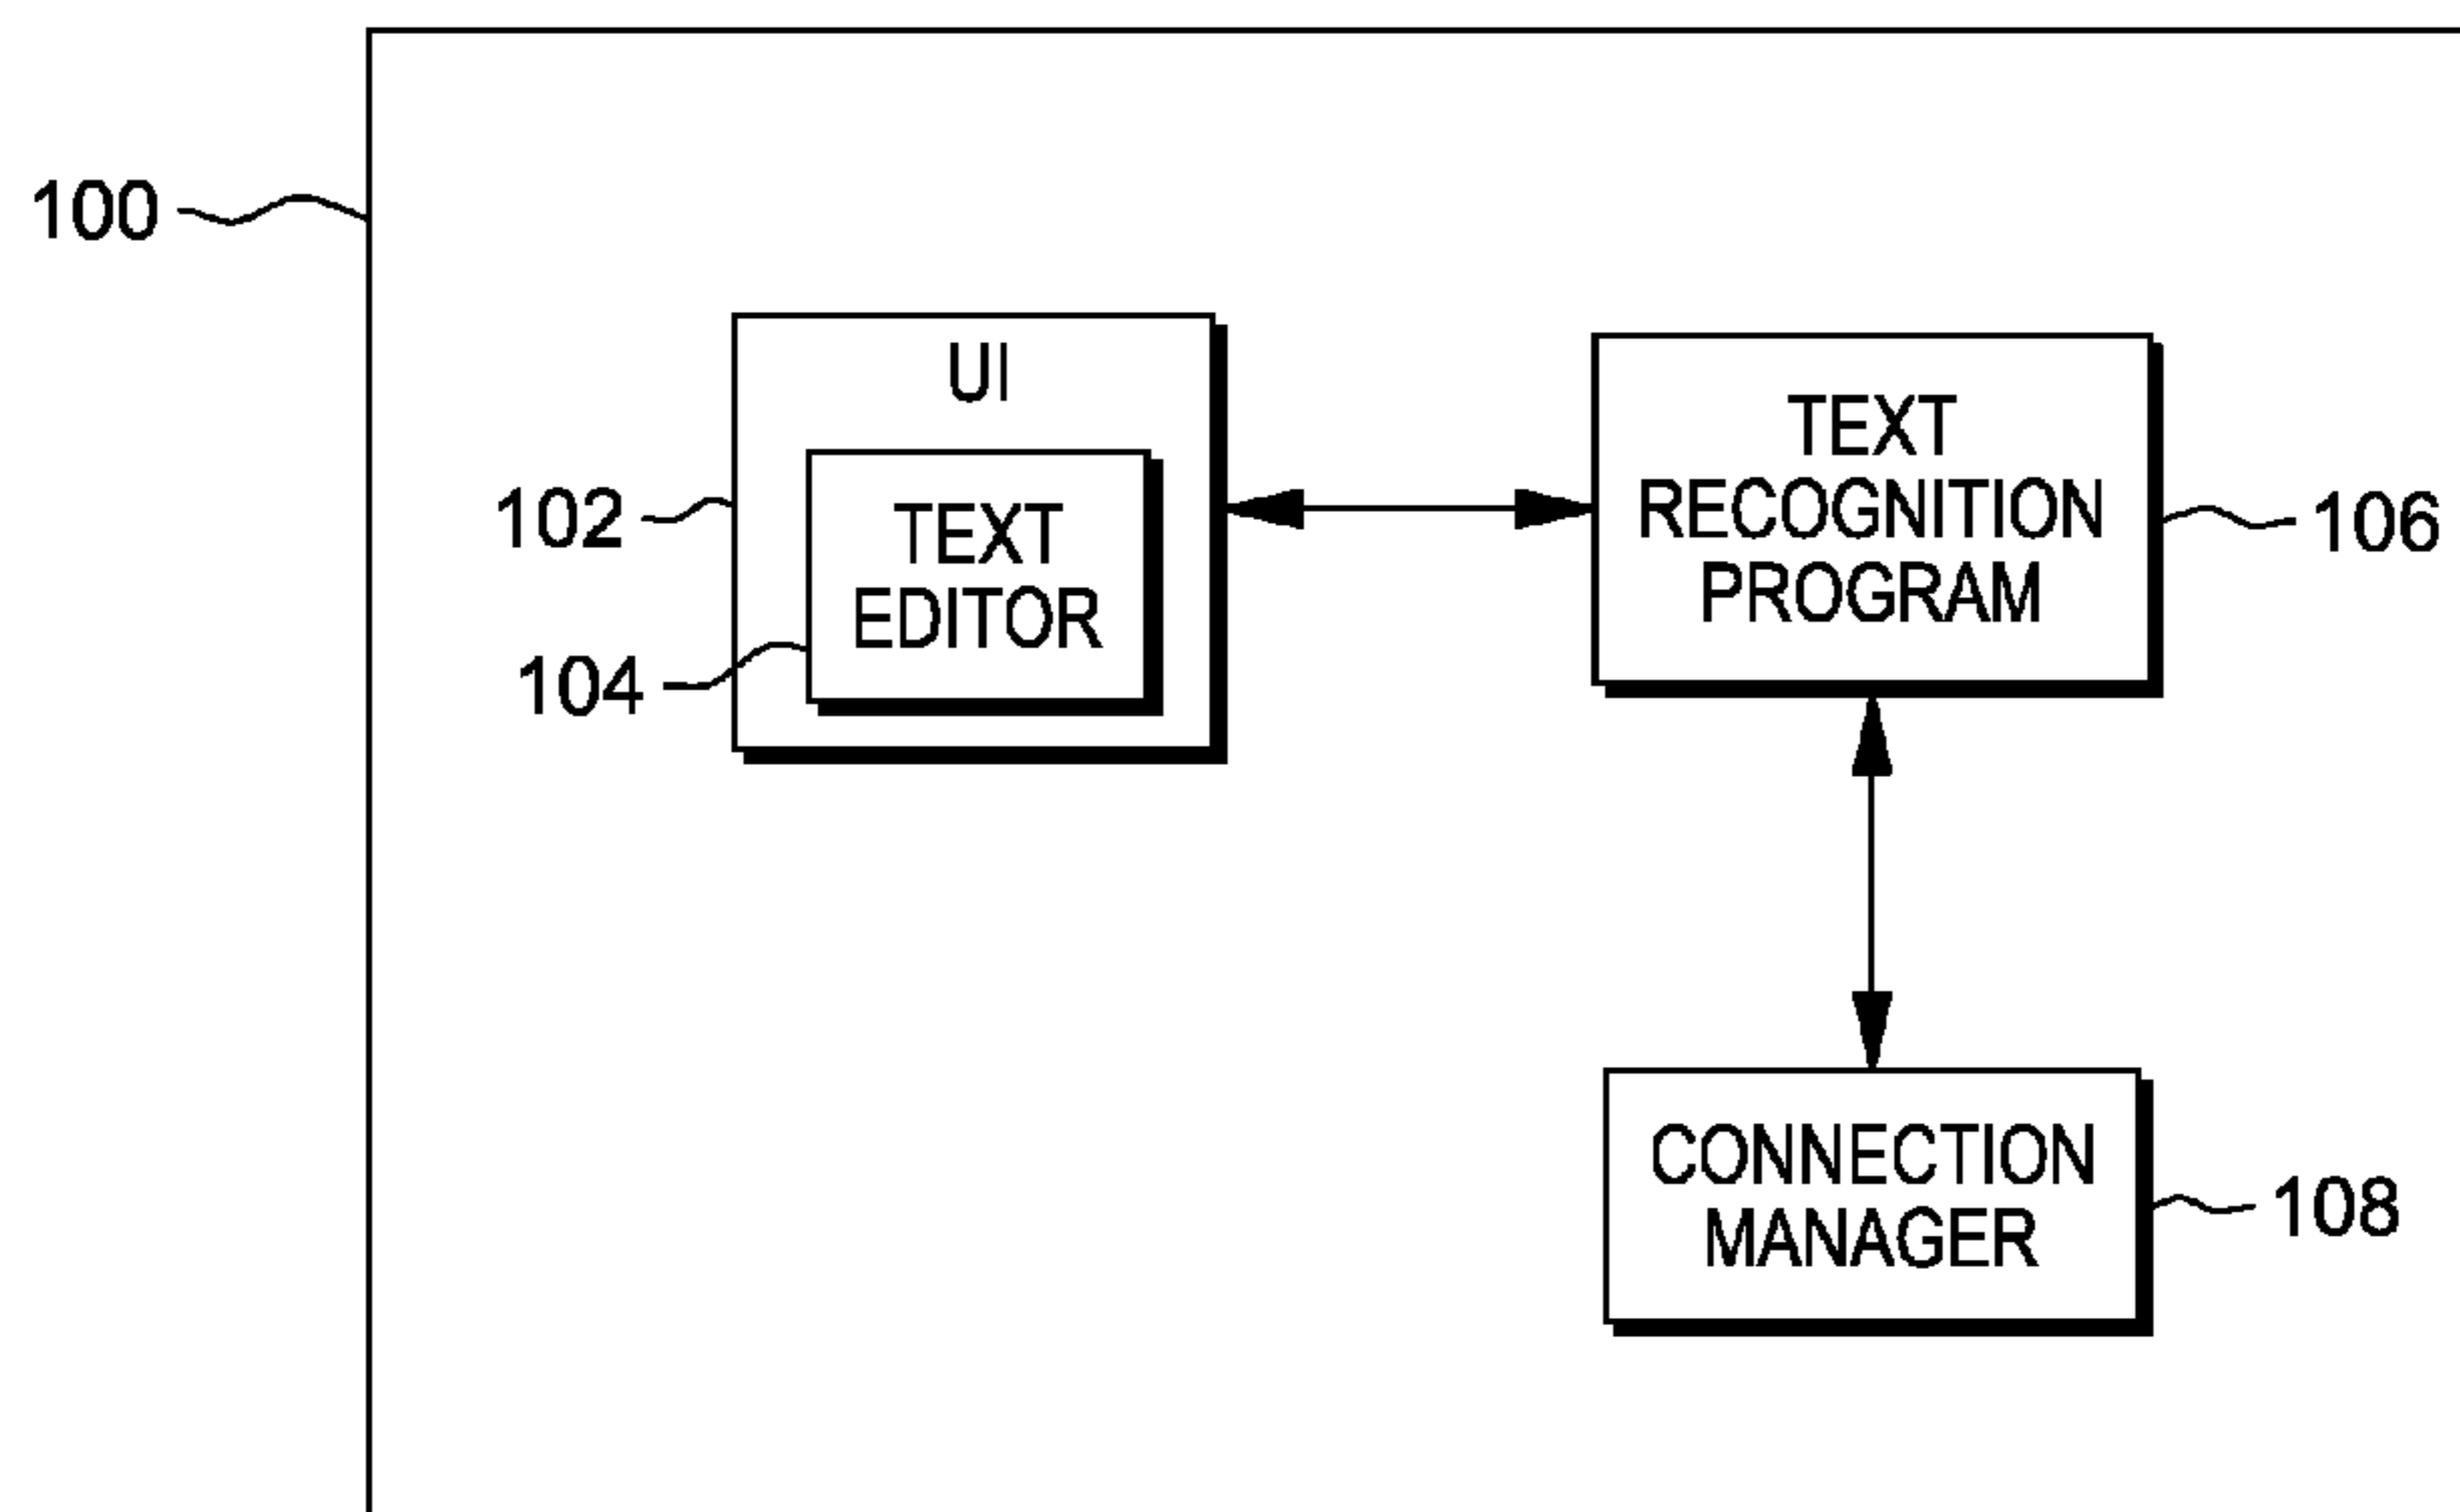 100
UI
102
TEXT
EDITOR
104
TEXT
RECOGNITION
PROGRAM
106
CONNECTION
MANAGER
108